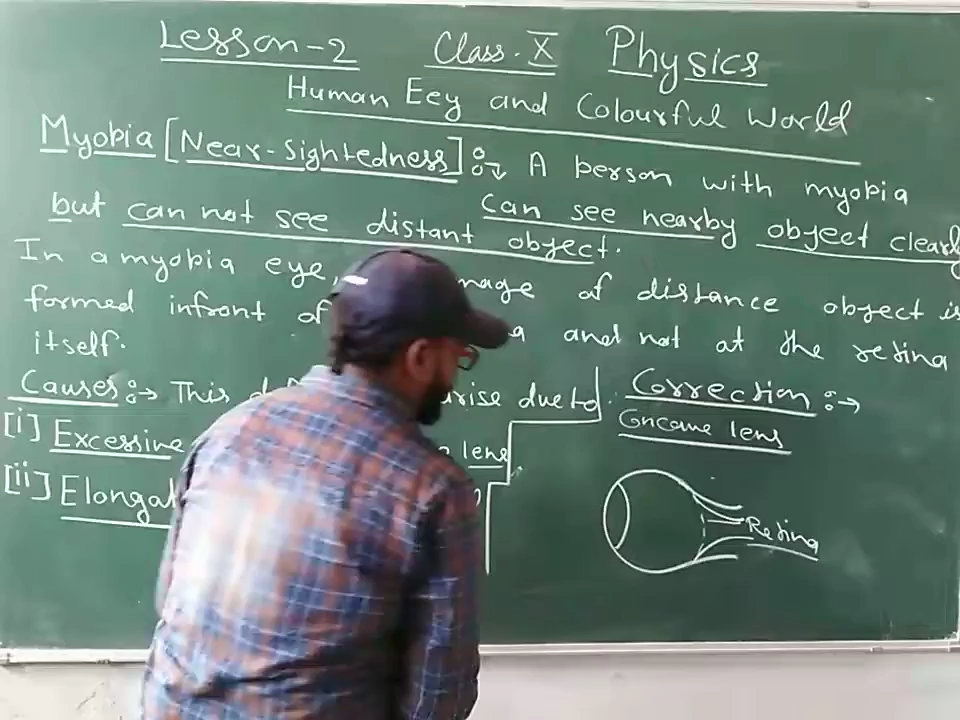 Lesson-2 Class. X Physics
Human Eey and Colourful World
Myopia [Near-Sightedness] :→ A person with myopia
can see nearby object clearly
but can not see distant object.
In a myopia eye, mage of distance object is
formed infront of a and not at the retina
itself.
Causes :→ This d arise due to
[i] Excessine lens
[ii] Elongat
Correction :→
Concave lens
Retina